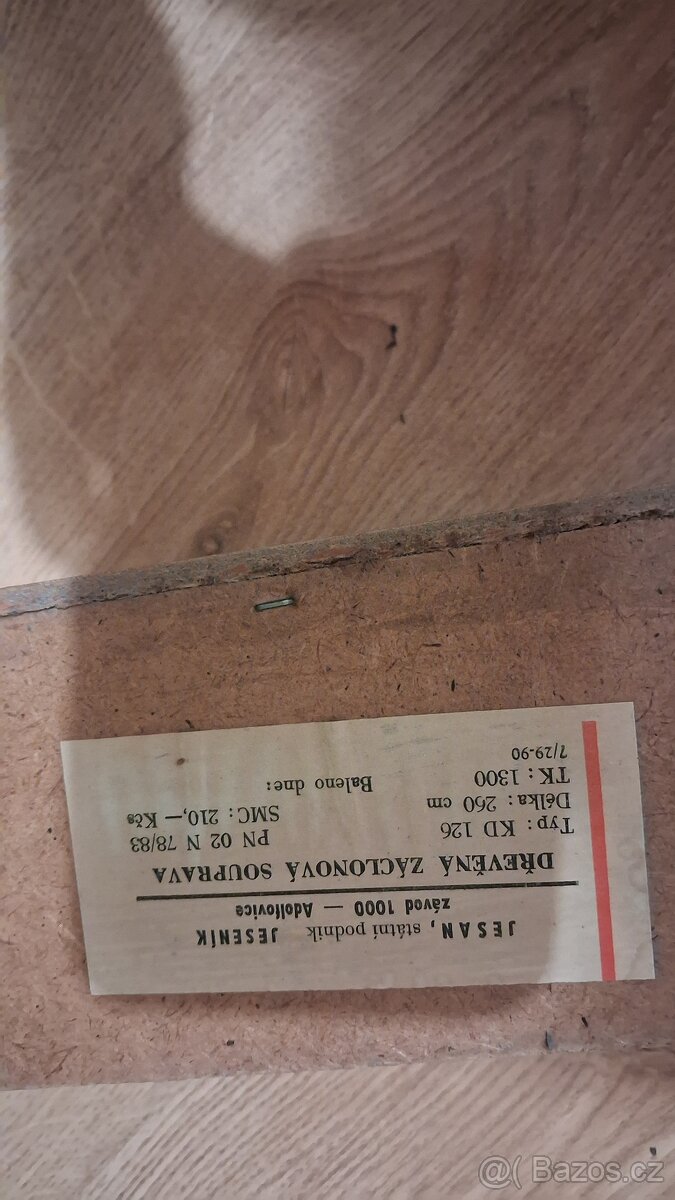 JESAN, státní podnik JESENÍK
závod 1000 — Adolfovice
DŘEVĚNÁ ZÁCLONOVÁ SOUPRAVA
Typ: KD 126 PN 02 N 78/83
Délka: 260 cm SMC: 210,— Kčs
TK: 1300 Baleno dne:
7/29-90
@( Bazos.cz